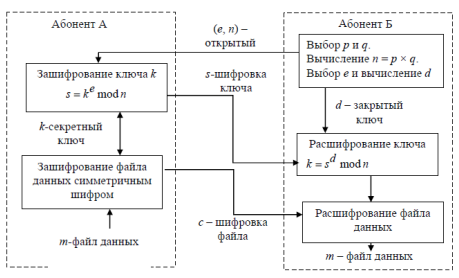 Абонент А
Зашифрование ключа k
s = k^e mod n
k-секретный
ключ
Зашифрование файла
данных симметричным
шифром
m-файл данных
(e, n) –
открытый
s-шифровка
ключа
c – шифровка
файла
Абонент Б
Выбор p и q.
Вычисление n = p × q.
Выбор e и вычисление d
d – закрытый
ключ
Расшифрование ключа
k = s^d mod n
Расшифрование файла
данных
m – файл данных